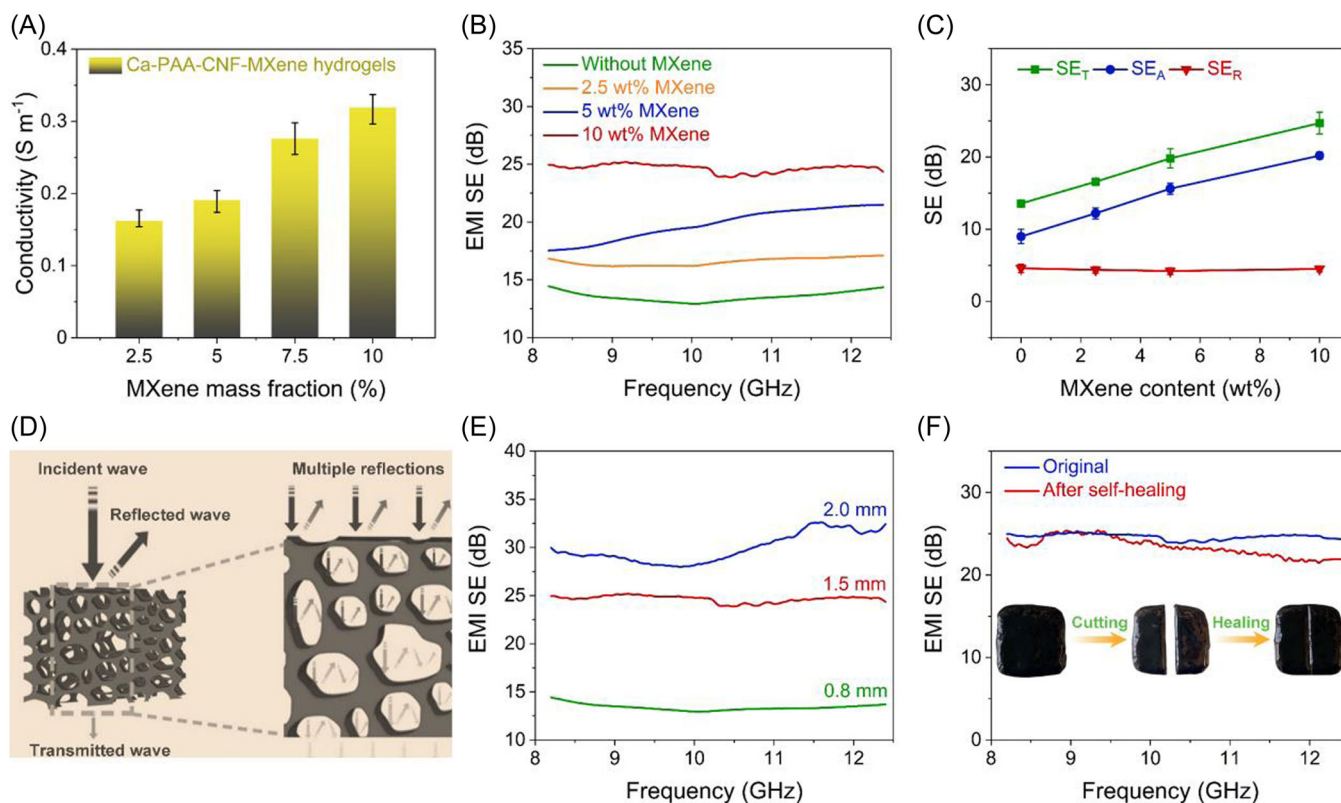 (A)
Ca-PAA-CNF-MXene hydrogels
Conductivity (S m⁻¹)
0.4
0.3
0.2
0.1
0
2.5 5 7.5 10
MXene mass fraction (%)
(B)
Without MXene
2.5 wt% MXene
5 wt% MXene
10 wt% MXene
EMI SE (dB)
35
30
25
20
15
10
8 9 10 11 12
Frequency (GHz)
(C)
SE_T SE_A SE_R
SE (dB)
30
20
10
0
0 2 4 6 8 10
MXene content (wt%)
(D)
Incident wave
Multiple reflections
Reflected wave
Transmitted wave
(E)
EMI SE (dB)
40
35
30
25
20
15
10
2.0 mm
1.5 mm
0.8 mm
8 9 10 11 12
Frequency (GHz)
(F)
Original
After self-healing
EMI SE (dB)
30
20
10
0
Cutting
Healing
8 9 10 11 12
Frequency (GHz)